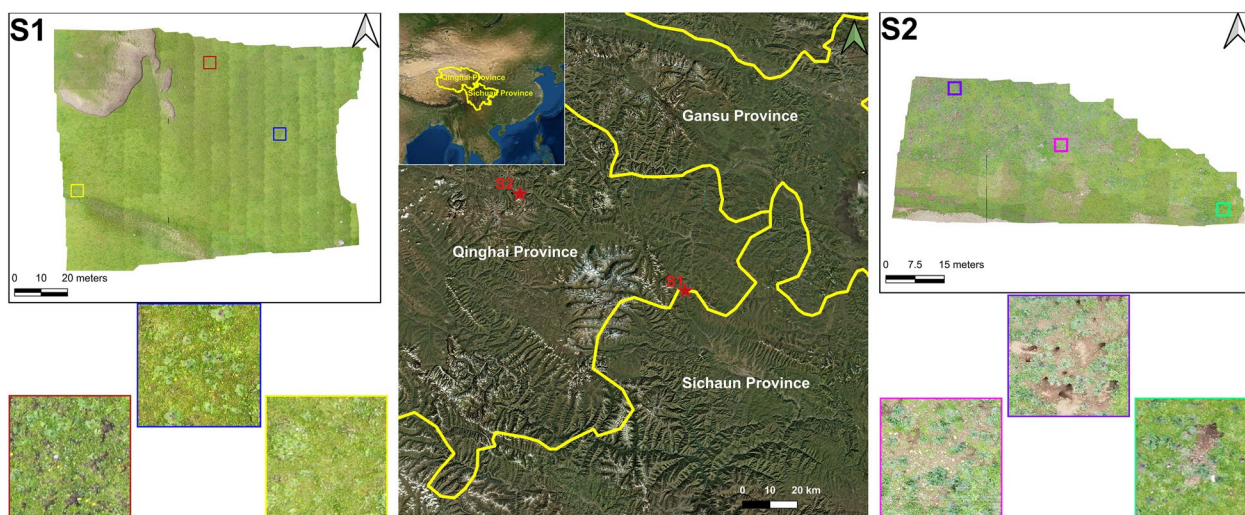 S1
0 10 20 meters
Qinghai Province
Sichuan Province
Gansu Province
S2
Qinghai Province
S1
Sichaun Province
0 10 20 km
S2
0 7.5 15 meters